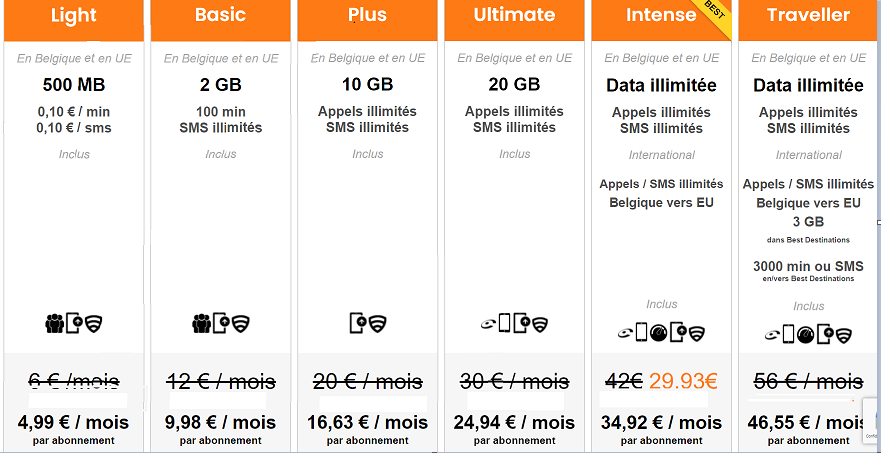 Light
En Belgique et en UE
500 MB
0,10 € / min
0,10 € / sms
Inclus
6 € /mois
4,99 € / mois
par abonnement
Basic
En Belgique et en UE
2 GB
100 min
SMS illimités
Inclus
12 € / mois
9,98 € / mois
par abonnement
Plus
En Belgique et en UE
10 GB
Appels illimités
SMS illimités
Inclus
20 € / mois
16,63 € / mois
par abonnement
Ultimate
En Belgique et en UE
20 GB
Appels illimités
SMS illimités
Inclus
30 € / mois
24,94 € / mois
par abonnement
Intense
BEST
En Belgique et en UE
Data illimitée
Appels illimités
SMS illimités
International
Appels / SMS illimités
Belgique vers EU
Inclus
42€ 29.93€
34,92 € / mois
par abonnement
Traveller
En Belgique et en UE
Data illimitée
Appels illimités
SMS illimités
International
Appels / SMS illimités
Belgique vers EU
3 GB
dans Best Destinations
3000 min ou SMS
en/vers Best Destinations
Inclus
56 € / mois
46,55 € / mois
par abonnement